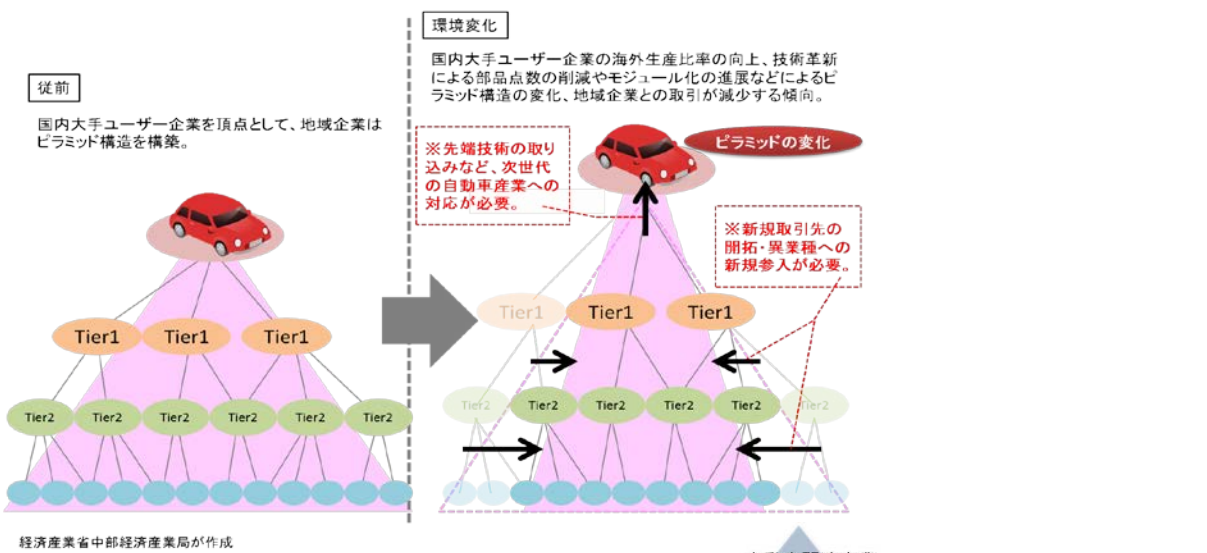 従前
国内大手ユーザー企業を頂点として、地域企業は
ピラミッド構造を構築。
Tier1 Tier1 Tier1
Tier2 Tier2 Tier2 Tier2 Tier2 Tier2
経済産業省中部経済産業局が作成
環境変化
国内大手ユーザー企業の海外生産比率の向上、技術革新
による部品点数の削減やモジュール化の進展などによるピ
ラミッド構造の変化、地域企業との取引が減少する傾向。
ピラミッドの変化
※先端技術の取り
込みなど、次世代
の自動車産業への
対応が必要。
※新規取引先の
開拓・異業種への
新規参入が必要。
Tier1 Tier1 Tier1
Tier2 Tier2 Tier2 Tier2 Tier2 Tier2